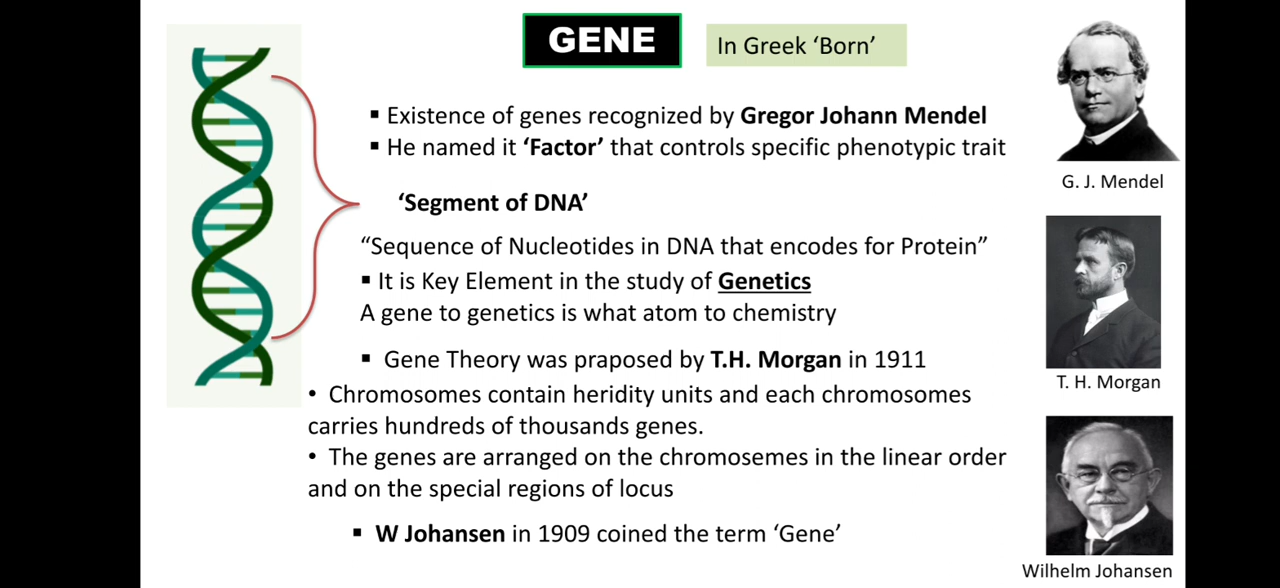 GENE
In Greek ‘Born’
▪ Existence of genes recognized by Gregor Johann Mendel
▪ He named it ‘Factor’ that controls specific phenotypic trait
G. J. Mendel
‘Segment of DNA’
“Sequence of Nucleotides in DNA that encodes for Protein”
▪ It is Key Element in the study of Genetics
A gene to genetics is what atom to chemistry
▪ Gene Theory was praposed by T.H. Morgan in 1911
T. H. Morgan
• Chromosomes contain heridity units and each chromosomes
carries hundreds of thousands genes.
• The genes are arranged on the chromosemes in the linear order
and on the special regions of locus
▪ W Johansen in 1909 coined the term ‘Gene’
Wilhelm Johansen